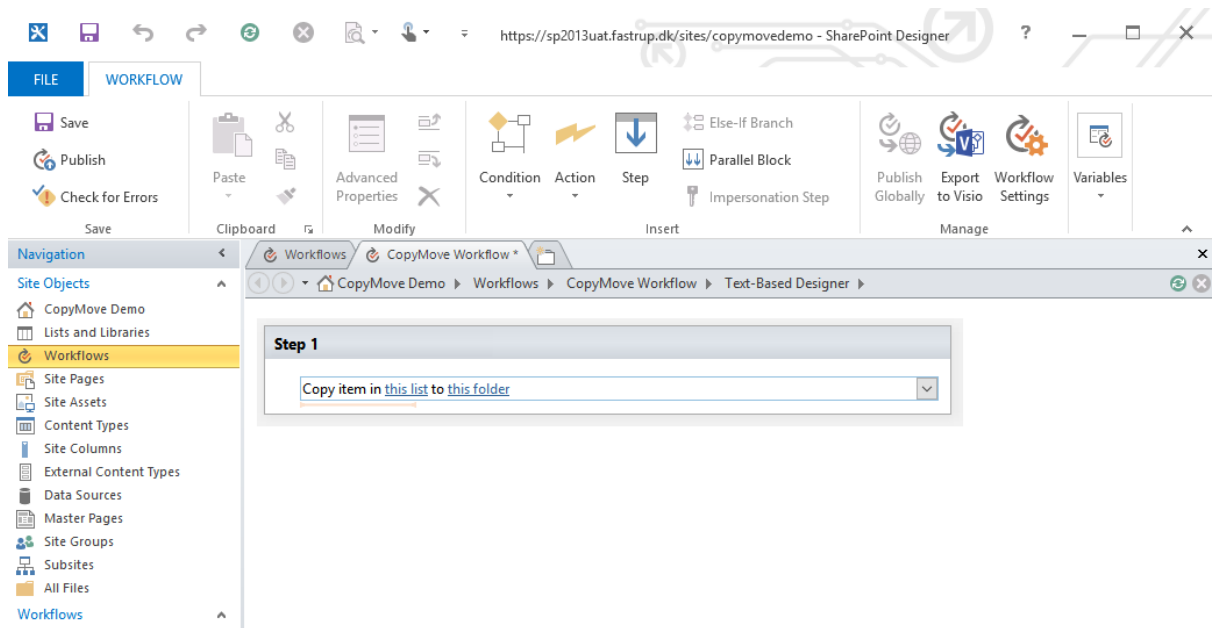 https://sp2013uat.fastrup.dk/sites/copymovedemo - SharePoint Designer ?
FILE WORKFLOW
Save
Publish
Check for Errors
Save
Paste
Clipboard
Advanced
Properties
Modify
Condition Action Step
Else-If Branch
Parallel Block
Impersonation Step
Insert
Publish
Globally
Export
to Visio
Workflow
Settings
Manage
Variables
Navigation
Site Objects
CopyMove Demo
Lists and Libraries
Workflows
Site Pages
Site Assets
Content Types
Site Columns
External Content Types
Data Sources
Master Pages
Site Groups
Subsites
All Files
Workflows
Workflows CopyMove Workflow *
CopyMove Demo Workflows CopyMove Workflow Text-Based Designer
Step 1
Copy item in this list to this folder